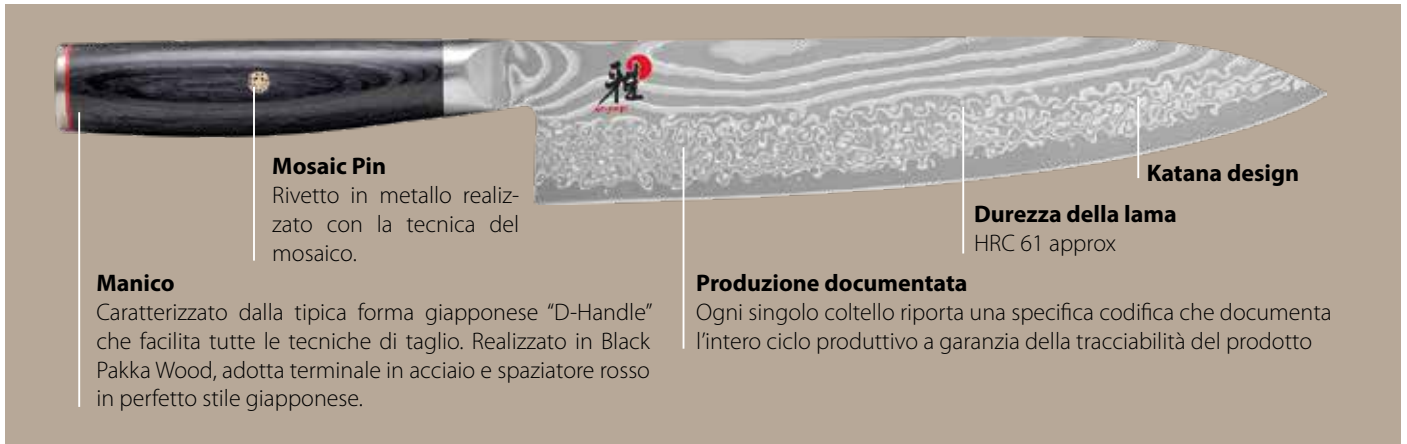 Mosaic Pin
Rivetto in metallo realiz-
zato con la tecnica del
mosaico.
Katana design
Durezza della lama
HRC 61 approx
Manico
Caratterizzato dalla tipica forma giapponese “D-Handle”
che facilita tutte le tecniche di taglio. Realizzato in Black
Pakka Wood, adotta terminale in acciaio e spaziatore rosso
in perfetto stile giapponese.
Produzione documentata
Ogni singolo coltello riporta una specifica codifica che documenta
l’intero ciclo produttivo a garanzia della tracciabilità del prodotto